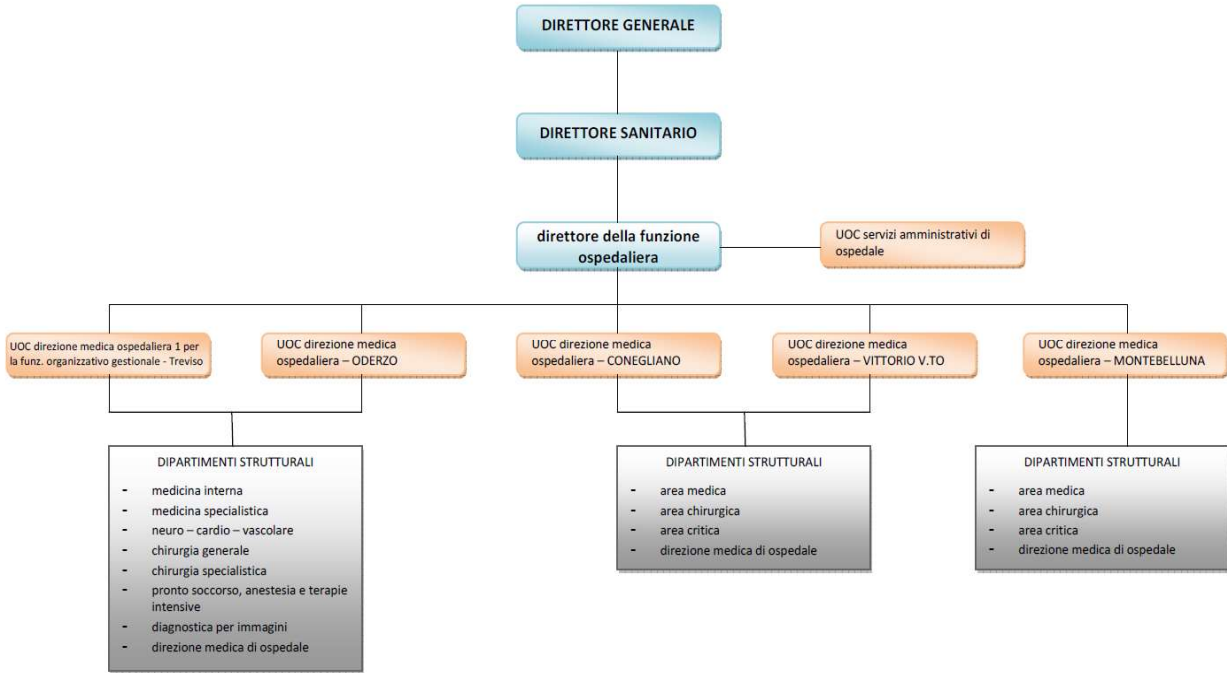 DIRETTORE GENERALE
DIRETTORE SANITARIO
direttore della funzione
ospedaliera
UOC servizi amministrativi di
ospedale
UOC direzione medica ospedaliera 1 per
la funz. organizzativo gestionale - Treviso
UOC direzione medica
ospedaliera – ODERZO
UOC direzione medica
ospedaliera – CONEGLIANO
UOC direzione medica
ospedaliera – VITTORIO V.TO
UOC direzione medica
ospedaliera – MONTEBELLUNA
DIPARTIMENTI STRUTTURALI
- medicina interna
- medicina specialistica
- neuro – cardio – vascolare
- chirurgia generale
- chirurgia specialistica
- pronto soccorso, anestesia e terapie
intensive
- diagnostica per immagini
- direzione medica di ospedale
DIPARTIMENTI STRUTTURALI
- area medica
- area chirurgica
- area critica
- direzione medica di ospedale
DIPARTIMENTI STRUTTURALI
- area medica
- area chirurgica
- area critica
- direzione medica di ospedale